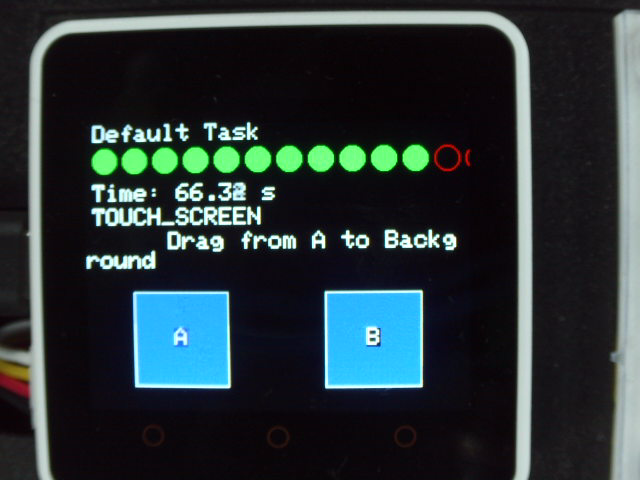 Default Task
Time: 66.32 s
TOUCH_SCREEN
Drag from A to Backg
round
A B